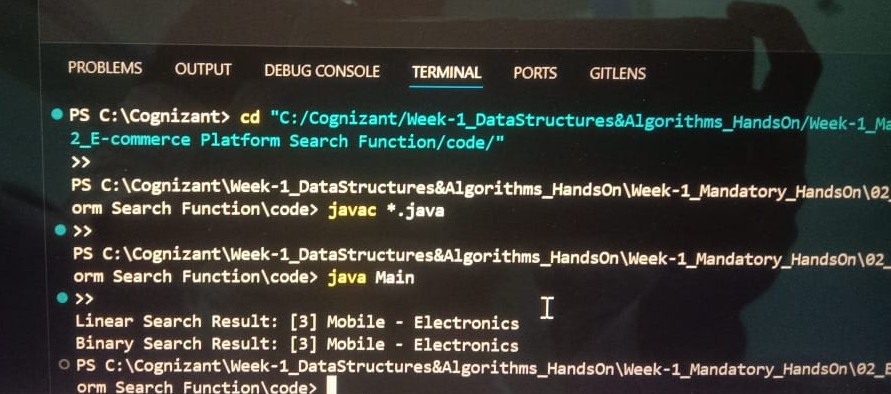 PROBLEMS OUTPUT DEBUG CONSOLE TERMINAL PORTS GITLENS
PS C:\Cognizant> cd "C:/Cognizant/Week-1_DataStructures&Algorithms_HandsOn/Week-1_Ma
2_E-commerce Platform Search Function/code/"
>>
PS C:\Cognizant\Week-1_DataStructures&Algorithms_HandsOn\Week-1_Mandatory_HandsOn\02_
orm Search Function\code> javac *.java
>>
PS C:\Cognizant\Week-1_DataStructures&Algorithms_HandsOn\Week-1_Mandatory_HandsOn\02_
orm Search Function\code> java Main
>>
Linear Search Result: [3] Mobile - Electronics
Binary Search Result: [3] Mobile - Electronics
PS C:\Cognizant\Week-1_DataStructures&Algorithms_HandsOn\Week-1_Mandatory_HandsOn\02_E
orm Search Function\code>